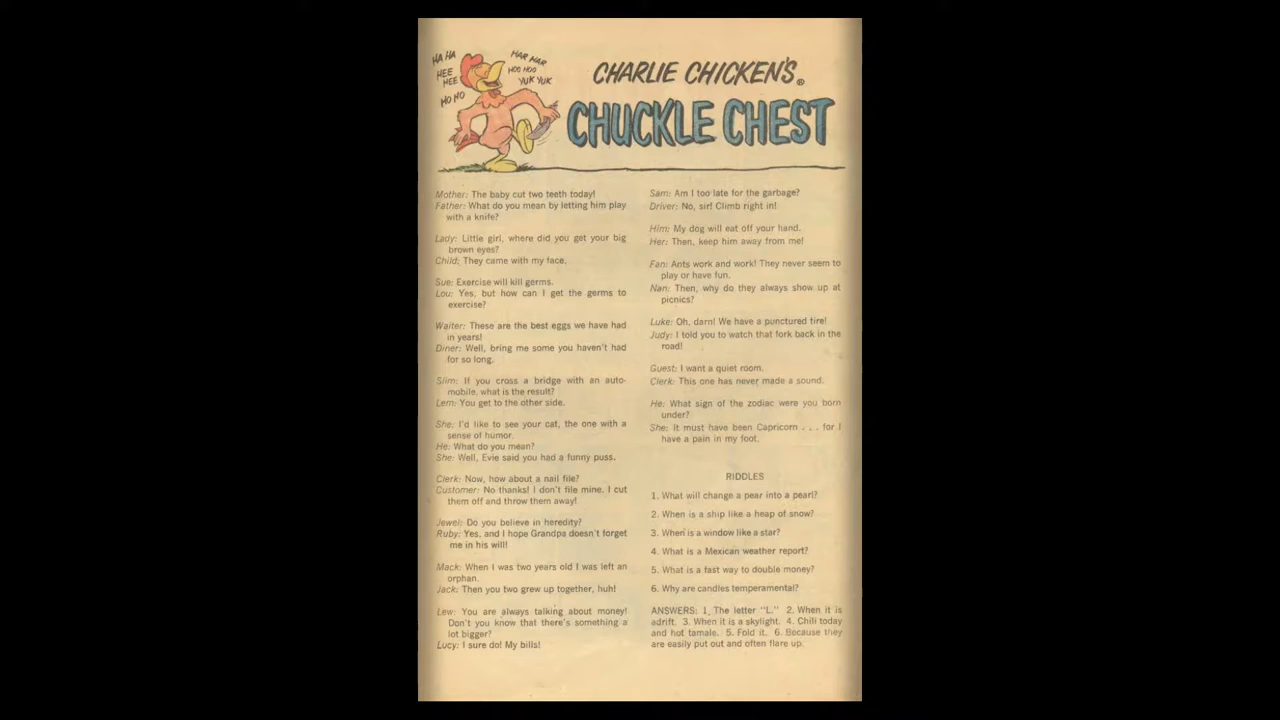 HA HA
HEE
HEE
HO HO
HAR HAR
HOO HOO
YUK YUK
CHARLIE CHICKEN'S®
CHUCKLE CHEST
Mother: The baby cut two teeth today!
Father: What do you mean by letting him play
with a knife?
Lady: Little girl, where did you get your big
brown eyes?
Child: They came with my face.
Sue: Exercise will kill germs.
Lou: Yes, but how can I get the germs to
exercise?
Waiter: These are the best eggs we have had
in years!
Diner: Well, bring me some you haven't had
for so long.
Slim: If you cross a bridge with an auto-
mobile, what is the result?
Lem: You get to the other side.
She: I'd like to see your cat, the one with a
sense of humor.
He: What do you mean?
She: Well, Evie said you had a funny puss.
Clerk: Now, how about a nail file?
Customer: No thanks! I don't file mine. I cut
them off and throw them away!
Jewel: Do you believe in heredity?
Ruby: Yes, and I hope Grandpa doesn't forget
me in his will!
Mack: When I was two years old I was left an
orphan.
Jack: Then you two grew up together, huh!
Lew: You are always talking about money!
Don't you know that there's something a
lot bigger?
Lucy: I sure do! My bills!
Sam: Am I too late for the garbage?
Driver: No, sir! Climb right in!
Him: My dog will eat off your hand.
Her: Then, keep him away from me!
Fan: Ants work and work! They never seem to
play or have fun.
Nan: Then, why do they always show up at
picnics?
Luke: Oh, darn! We have a punctured tire!
Judy: I told you to watch that fork back in the
road!
Guest: I want a quiet room.
Clerk: This one has never made a sound.
He: What sign of the zodiac were you born
under?
She: It must have been Capricorn . . . for I
have a pain in my foot.
RIDDLES
1. What will change a pear into a pearl?
2. When is a ship like a heap of snow?
3. When is a window like a star?
4. What is a Mexican weather report?
5. What is a fast way to double money?
6. Why are candles temperamental?
ANSWERS: 1. The letter "L." 2. When it is
adrift. 3. When it is a skylight. 4. Chili today
and hot tamale. 5. Fold it. 6. Because they
are easily put out and often flare up.